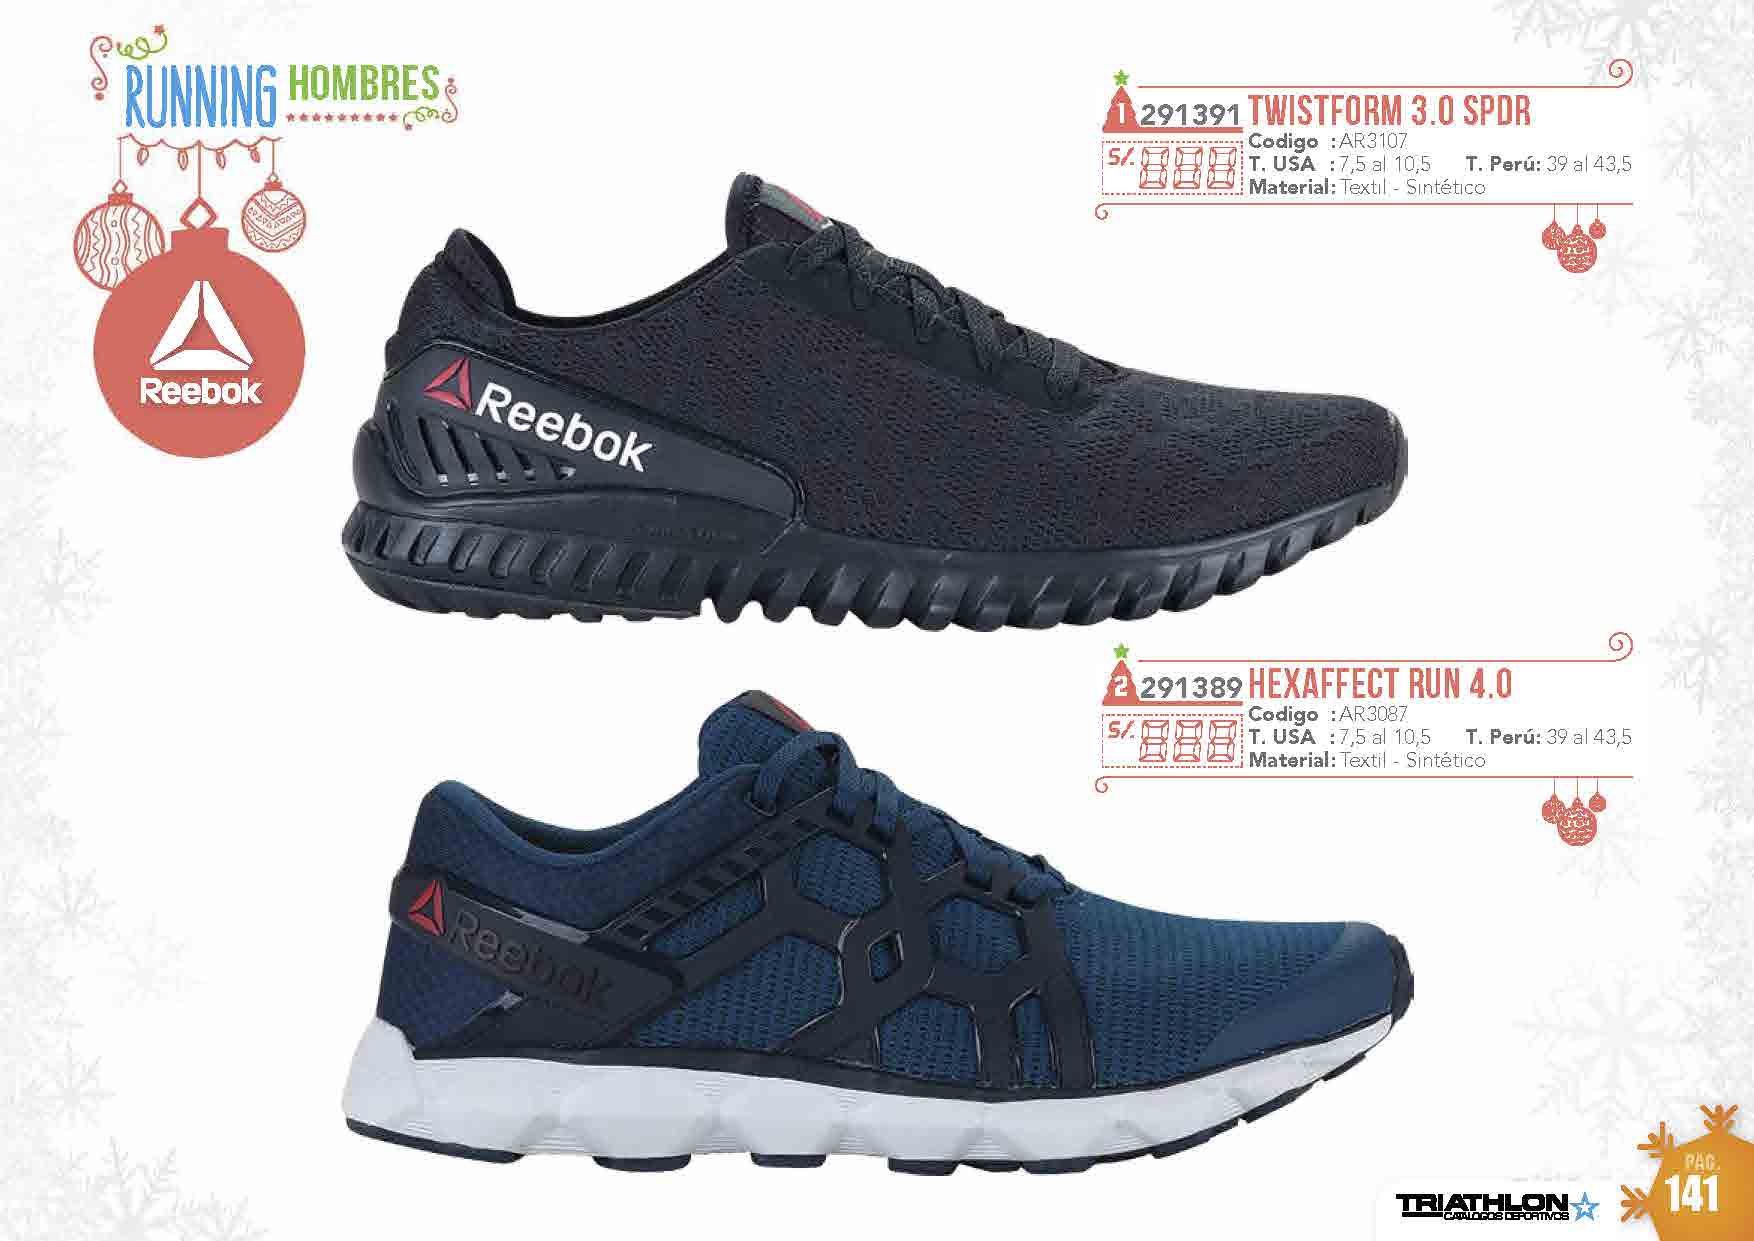 RUNNING HOMBRES
Reebok
1 291391 TWISTFORM 3.0 SPDR
Codigo : AR3107
S/. 888
T. USA : 7,5 al 10,5 T. Perú: 39 al 43,5
Material: Textil - Sintético
Reebok
2 291389 HEXAFFECT RUN 4.0
Codigo : AR3087
S/. 888
T. USA : 7,5 al 10,5 T. Perú: 39 al 43,5
Material: Textil - Sintético
Reebok
PAG.
141
TRIATHLON
CATALOGOS DEPORTIVOS